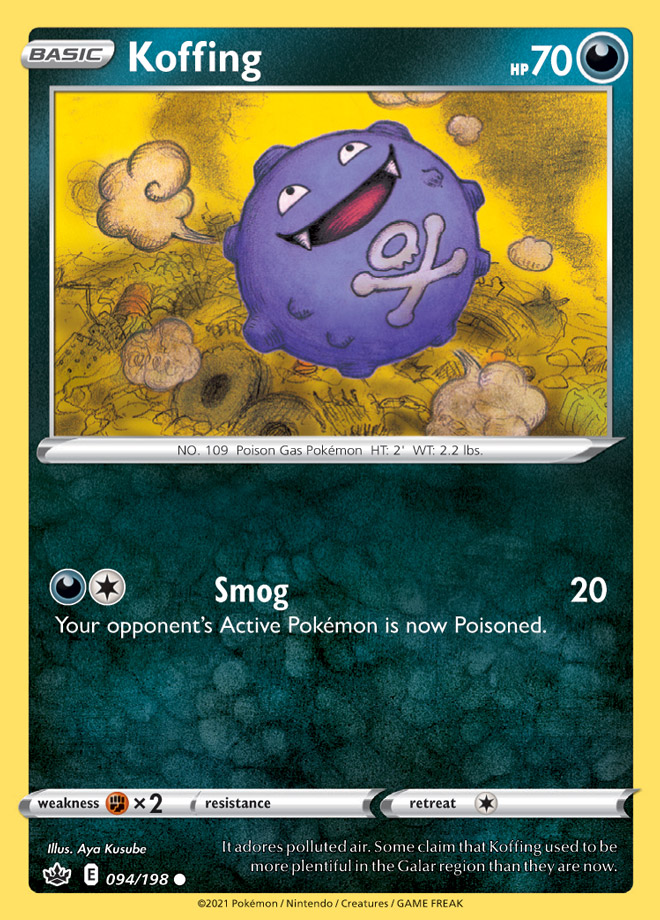 BASIC Koffing HP 70
NO. 109 Poison Gas Pokémon HT: 2' WT: 2.2 lbs.
Smog 20
Your opponent's Active Pokémon is now Poisoned.
weakness ×2 resistance retreat
Illus. Aya Kusube
It adores polluted air. Some claim that Koffing used to be
more plentiful in the Galar region than they are now.
E 094/198
©2021 Pokémon / Nintendo / Creatures / GAME FREAK